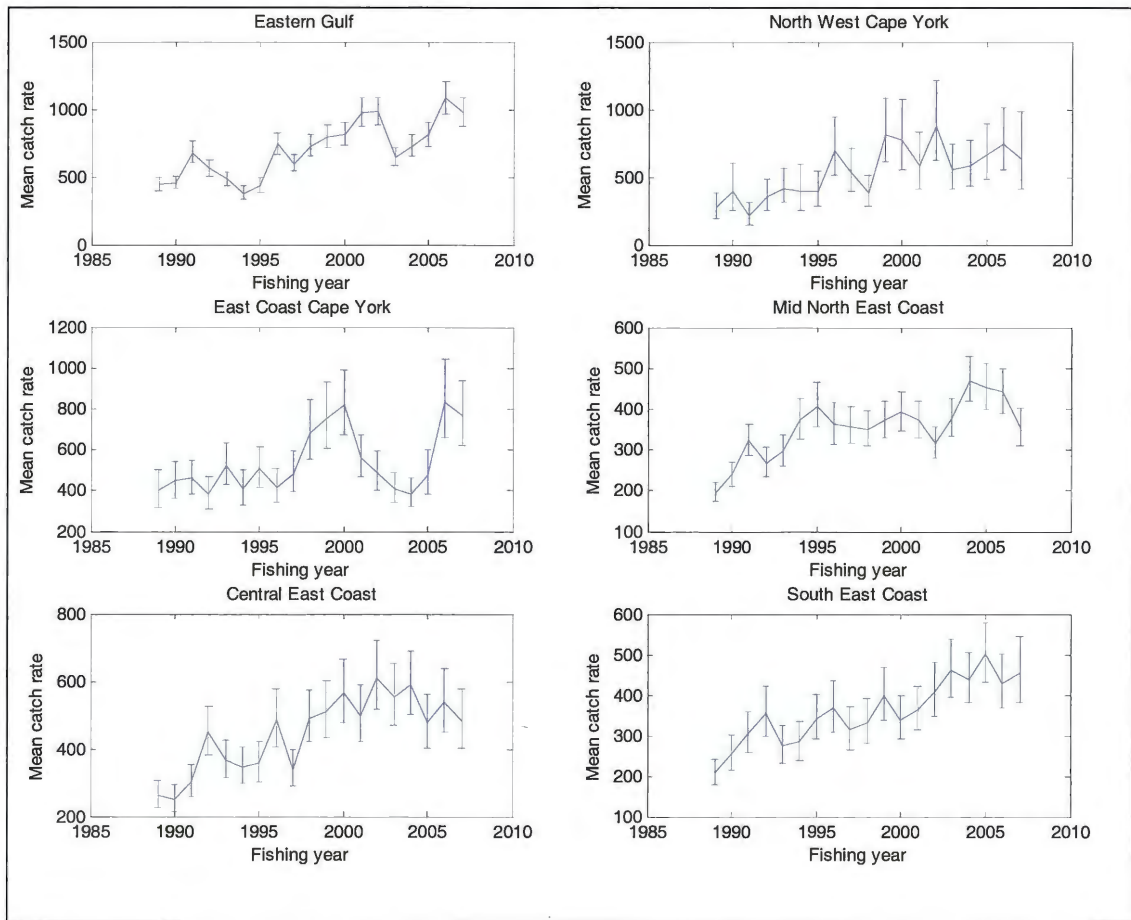 Eastern Gulf
1500
1000
500
0
Mean catch rate
1985 1990 1995 2000 2005 2010
Fishing year
North West Cape York
1500
1000
500
0
Mean catch rate
1985 1990 1995 2000 2005 2010
Fishing year
East Coast Cape York
1200
1000
800
600
400
200
Mean catch rate
1985 1990 1995 2000 2005 2010
Fishing year
Mid North East Coast
600
500
400
300
200
100
Mean catch rate
1985 1990 1995 2000 2005 2010
Fishing year
Central East Coast
800
600
400
200
Mean catch rate
1985 1990 1995 2000 2005 2010
Fishing year
South East Coast
600
500
400
300
200
100
Mean catch rate
1985 1990 1995 2000 2005 2010
Fishing year